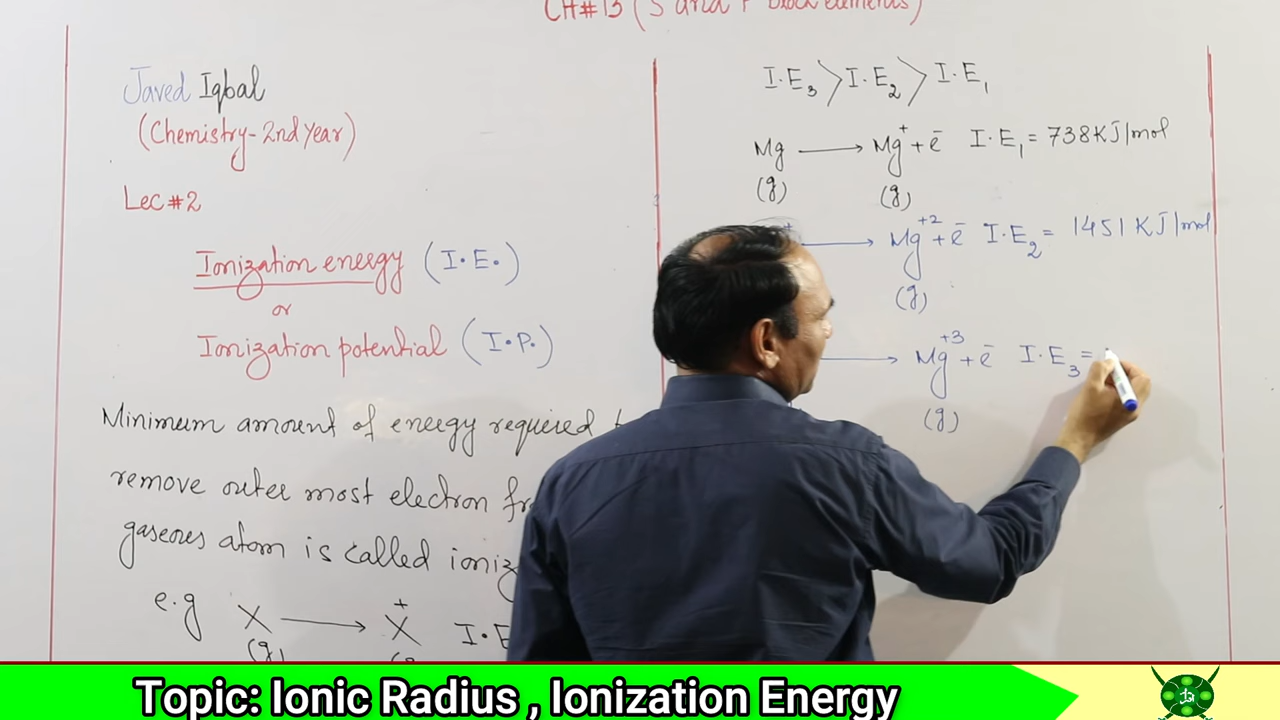 CH#13 (S and P block elements)
Javed Iqbal
(Chemistry-2nd Year)
Lec #2
Ionization energy (I.E.)
or
Ionization potential (I.P.)
Minimum amount of energy required
remove outer most electron
gaseous atom is called
e.g X ⟶ X⁺ I.E
(g) (g)
I.E₃ > I.E₂ > I.E₁
Mg ⟶ Mg⁺ + e⁻ I.E₁ = 738 KJ/mol
(g) (g)
⟶ Mg⁺² + e⁻ I.E₂ = 1451 KJ/mol
(g)
⟶ Mg⁺³ + e⁻ I.E₃ =
(g)
Topic: Ionic Radius , Ionization Energy